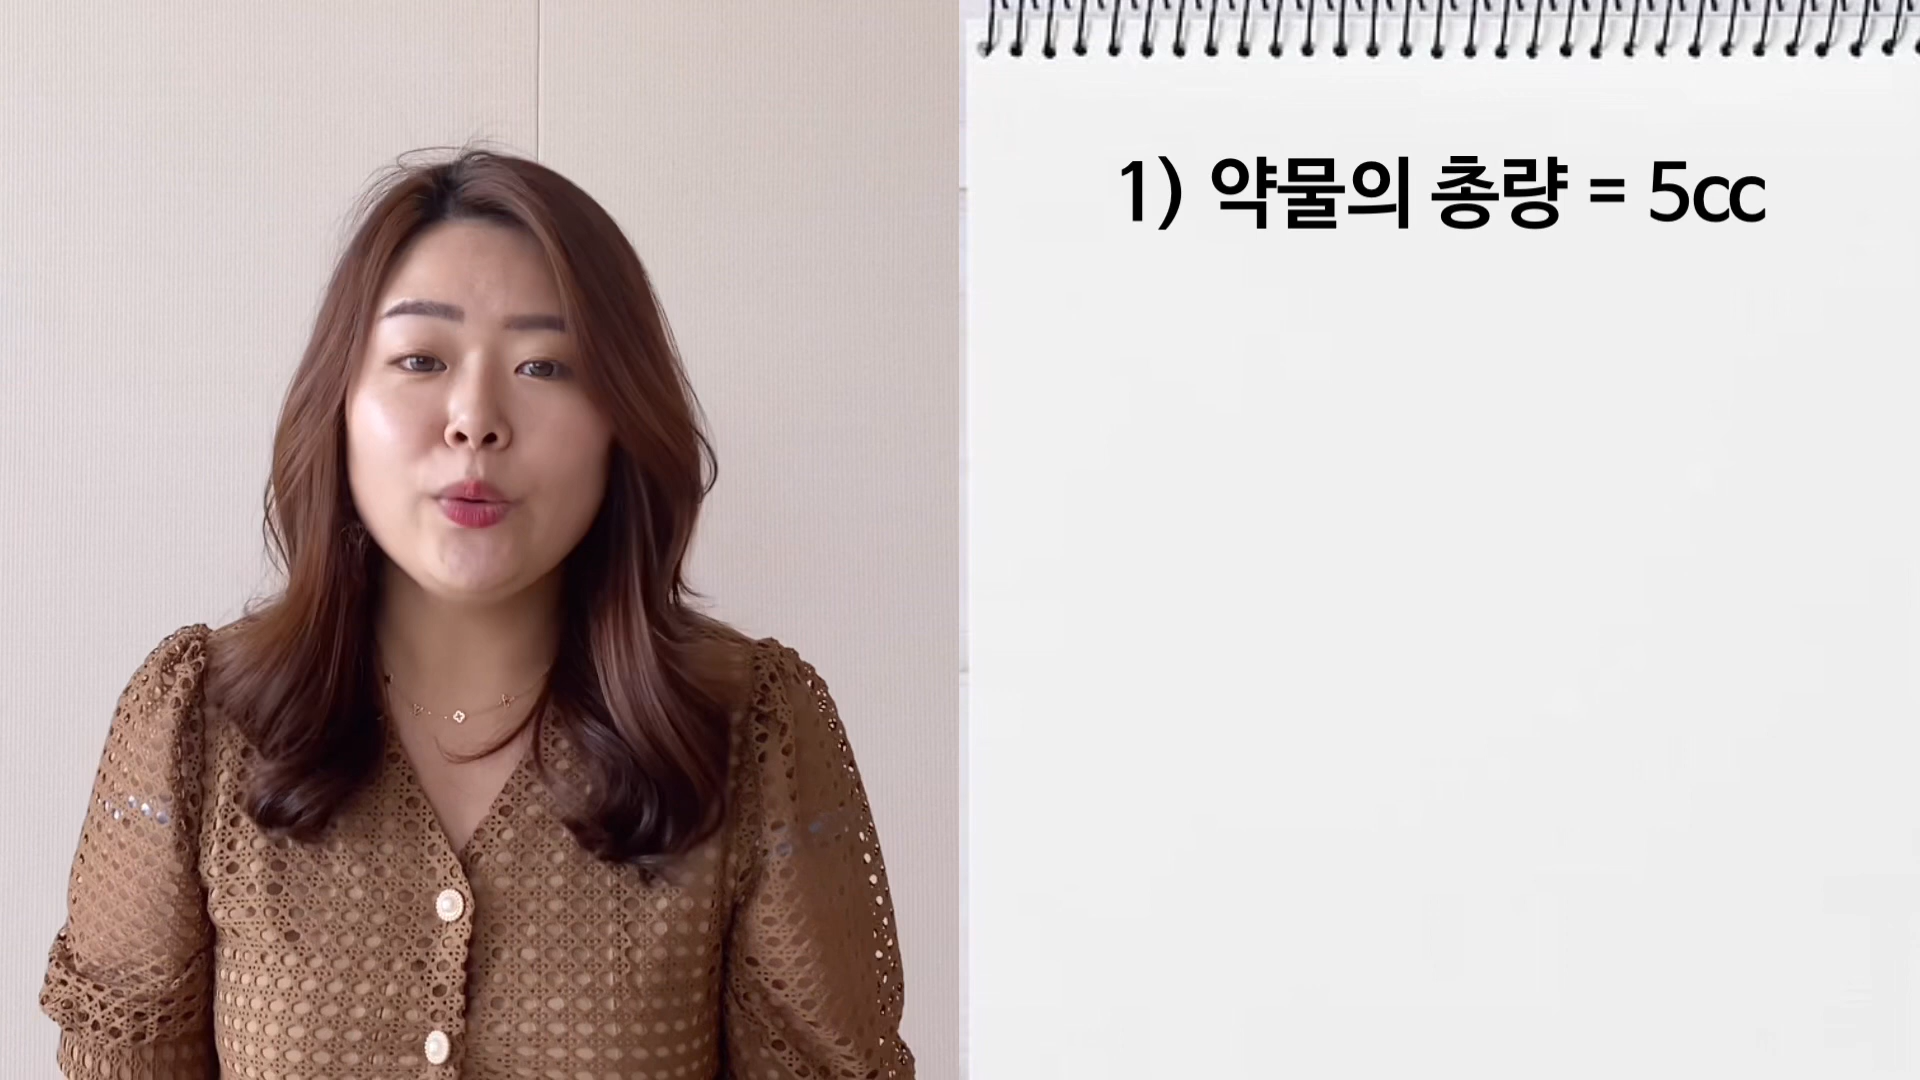 1) 약물의 총량 = 5cc